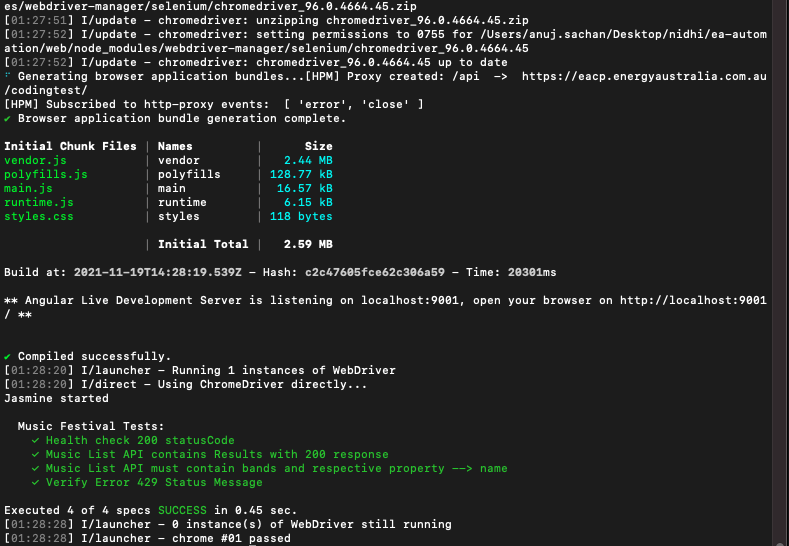 es/webdriver-manager/selenium/chromedriver_96.0.4664.45.zip
[01:27:51] I/update - chromedriver: unzipping chromedriver_96.0.4664.45.zip
[01:27:52] I/update - chromedriver: setting permissions to 0755 for /Users/anuj.sachan/Desktop/nidhi/ea-autom
ation/web/node_modules/webdriver-manager/selenium/chromedriver_96.0.4664.45
[01:27:52] I/update - chromedriver: chromedriver_96.0.4664.45 up to date
⠋ Generating browser application bundles...[HPM] Proxy created: /api  ->  https://eacp.energyaustralia.com.au
/codingtest/
[HPM] Subscribed to http-proxy events:  [ 'error', 'close' ]
✔ Browser application bundle generation complete.
Initial Chunk Files | Names | Size
vendor.js | vendor | 2.44 MB
polyfills.js | polyfills | 128.77 kB
main.js | main | 16.57 kB
runtime.js | runtime | 6.15 kB
styles.css | styles | 118 bytes
| Initial Total | 2.59 MB
Build at: 2021-11-19T14:28:19.539Z - Hash: c2c47605fce62c306a59 - Time: 20301ms
** Angular Live Development Server is listening on localhost:9001, open your browser on http://localhost:9001
/ **
✔ Compiled successfully.
[01:28:20] I/launcher - Running 1 instances of WebDriver
[01:28:20] I/direct - Using ChromeDriver directly...
Jasmine started
Music Festival Tests:
✓ Health check 200 statusCode
✓ Music List API contains Results with 200 response
✓ Music List API must contain bands and respective property --> name
✓ Verify Error 429 Status Message
Executed 4 of 4 specs SUCCESS in 0.45 sec.
[01:28:28] I/launcher - 0 instance(s) of WebDriver still running
[01:28:28] I/launcher - chrome #01 passed